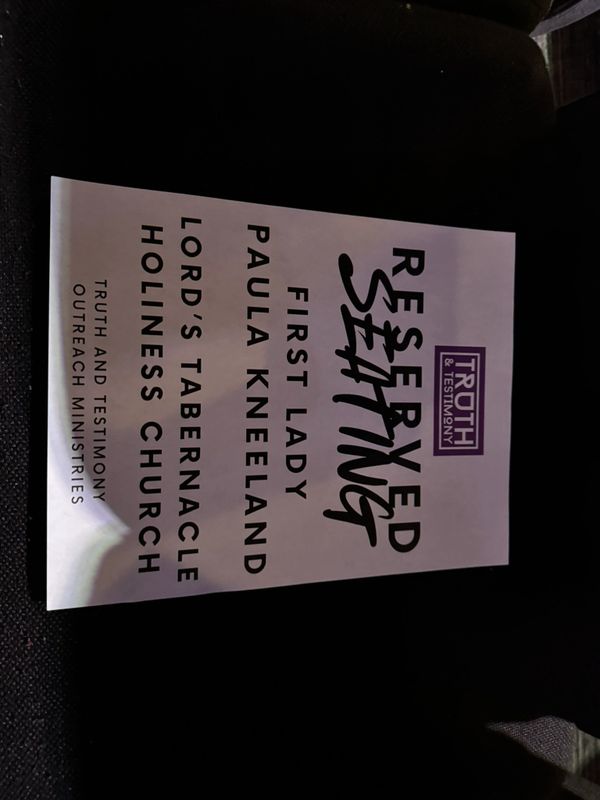 TRUTH
& TESTIMONY
RESERVED
SEATING
FIRST LADY
PAULA KNEELAND
LORD'S TABERNACLE
HOLINESS CHURCH
TRUTH AND TESTIMONY
OUTREACH MINISTRIES